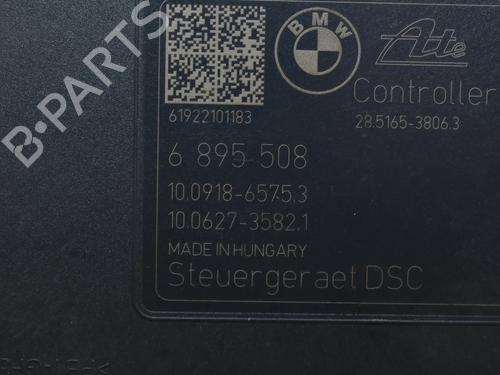 B-PARTS
BMW
Ate
Controller
61922101183
28.5165-3806.3
6 895 508
10.0918-6575.3
10.0627-3582.1
MADE IN HUNGARY
Steuergeraet DSC